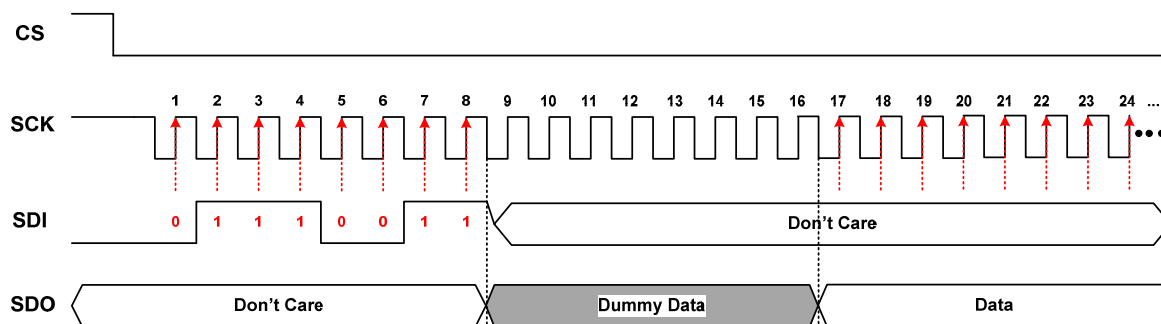 CS
1 2 3 4 5 6 7 8 9 10 11 12 13 14 15 16 17 18 19 20 21 22 23 24 ...
SCK
SDI 0 1 1 1 0 0 1 1 Don't Care
SDO Don't Care Dummy Data Data